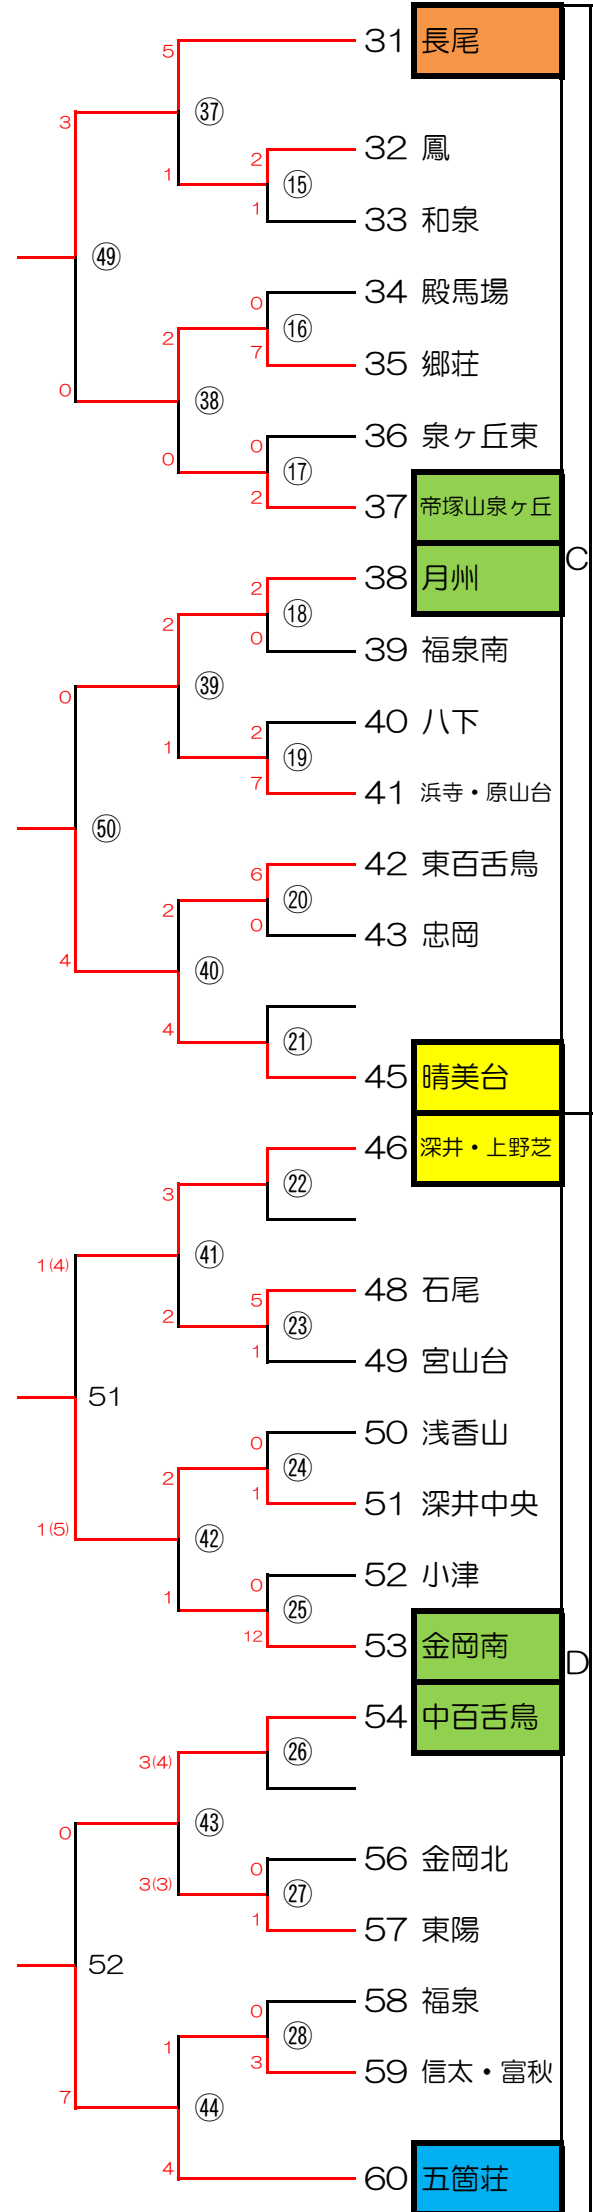 5 31 長尾
㊲
3
2 32 鳳
1 ⑮
1 33 和泉
㊾
0 34 殿馬場
2 ⑯
7 35 郷荘
0 ㊳
0 36 泉ヶ丘東
0 ⑰
2 37 帝塚山泉ヶ丘
C
2 38 月州
2 ⑱
0 39 福泉南
0 ㊴
2 40 八下
1 ⑲
7 41 浜寺・原山台
㊿
6 42 東百舌鳥
2 ⑳
0 43 忠岡
4 ㊵
4 ㉑
45 晴美台
46 深井・上野芝
3 ㉒
1(4) ㊶
5 48 石尾
2 ㉓
1 49 宮山台
51
0 50 浅香山
2 ㉔
1 51 深井中央
1(5) ㊷
0 52 小津
1 ㉕
12 53 金岡南
D
54 中百舌鳥
3(4) ㉖
0 ㊸
0 56 金岡北
3(3) ㉗
1 57 東陽
52
0 58 福泉
1 ㉘
3 59 信太・富秋
7 ㊹
4 60 五箇荘